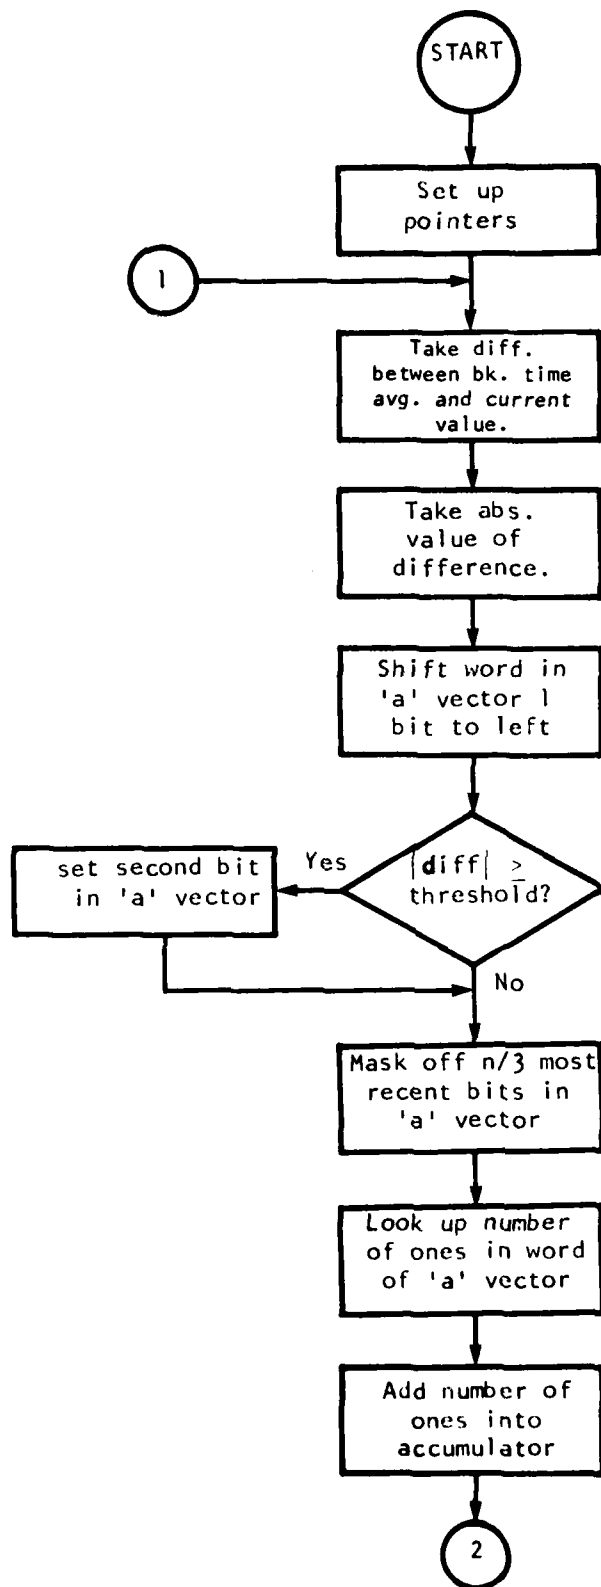 START
Set up
pointers
1
Take diff.
between bk. time
avg. and current
value.
Take abs.
value of
difference.
Shift word in
'a' vector 1
bit to left
|diff| ≥
threshold?
Yes
set second bit
in 'a' vector
No
Mask off n/3 most
recent bits in
'a' vector
Look up number
of ones in word
of 'a' vector
Add number of
ones into
accumulator
2